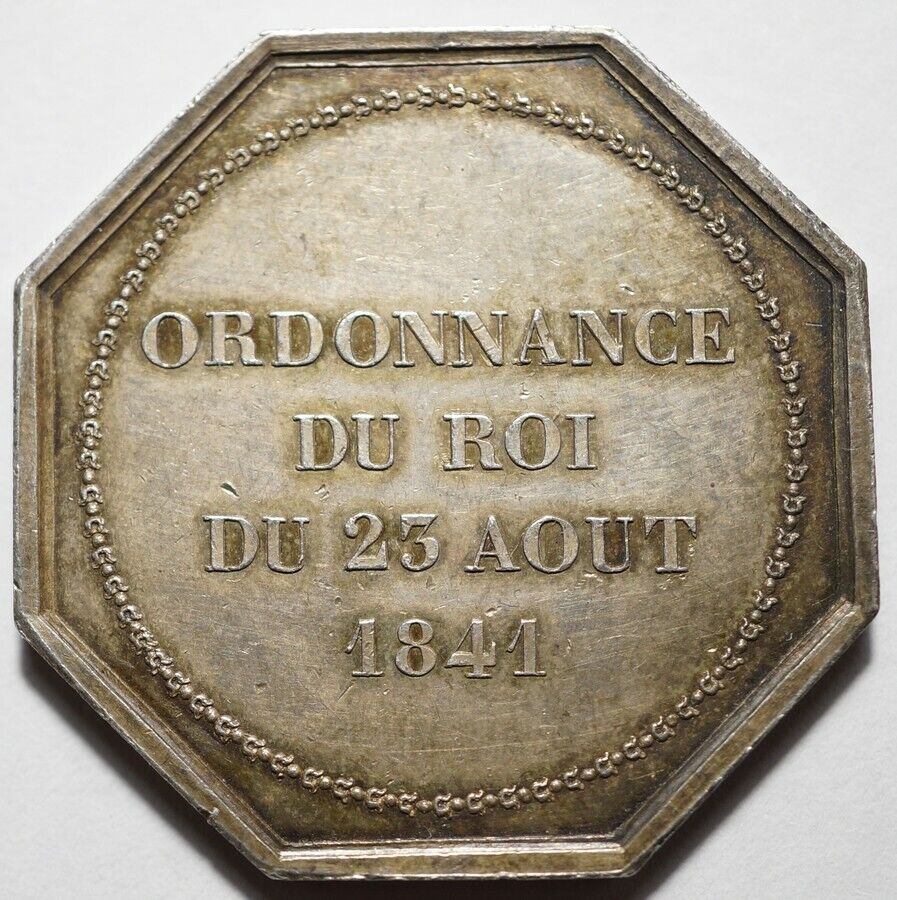 ORDONNANCE
DU ROI
DU 23 AOUT
1841